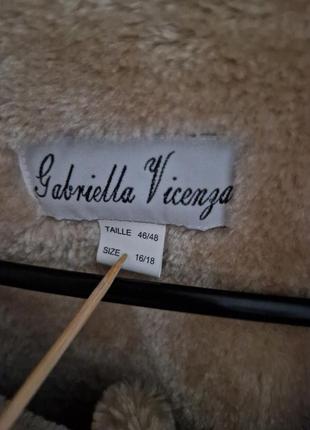 Gabriella Vicenza
TAILLE 46/48
SIZE 16/18